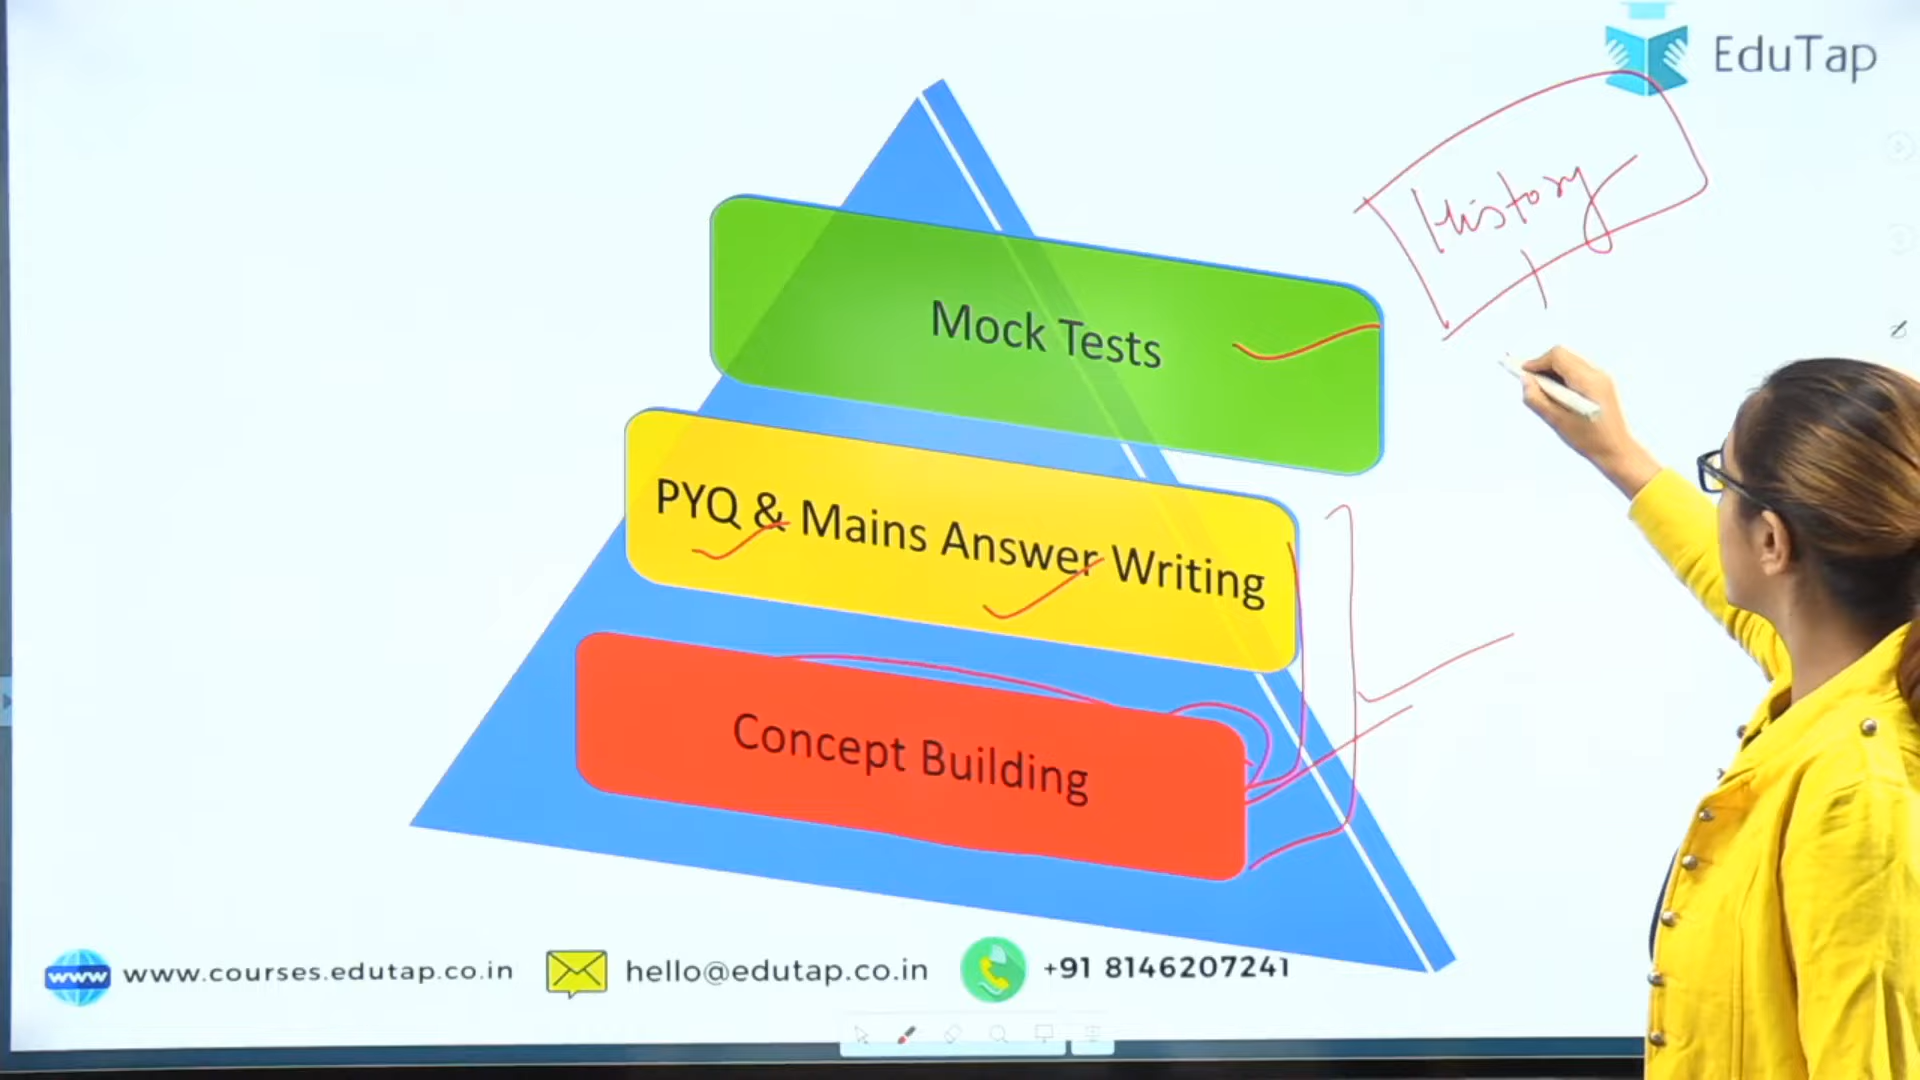 EduTap
History
Mock Tests
PYQ & Mains Answer Writing
Concept Building
www
www.courses.edutap.co.in
hello@edutap.co.in
+91 8146207241